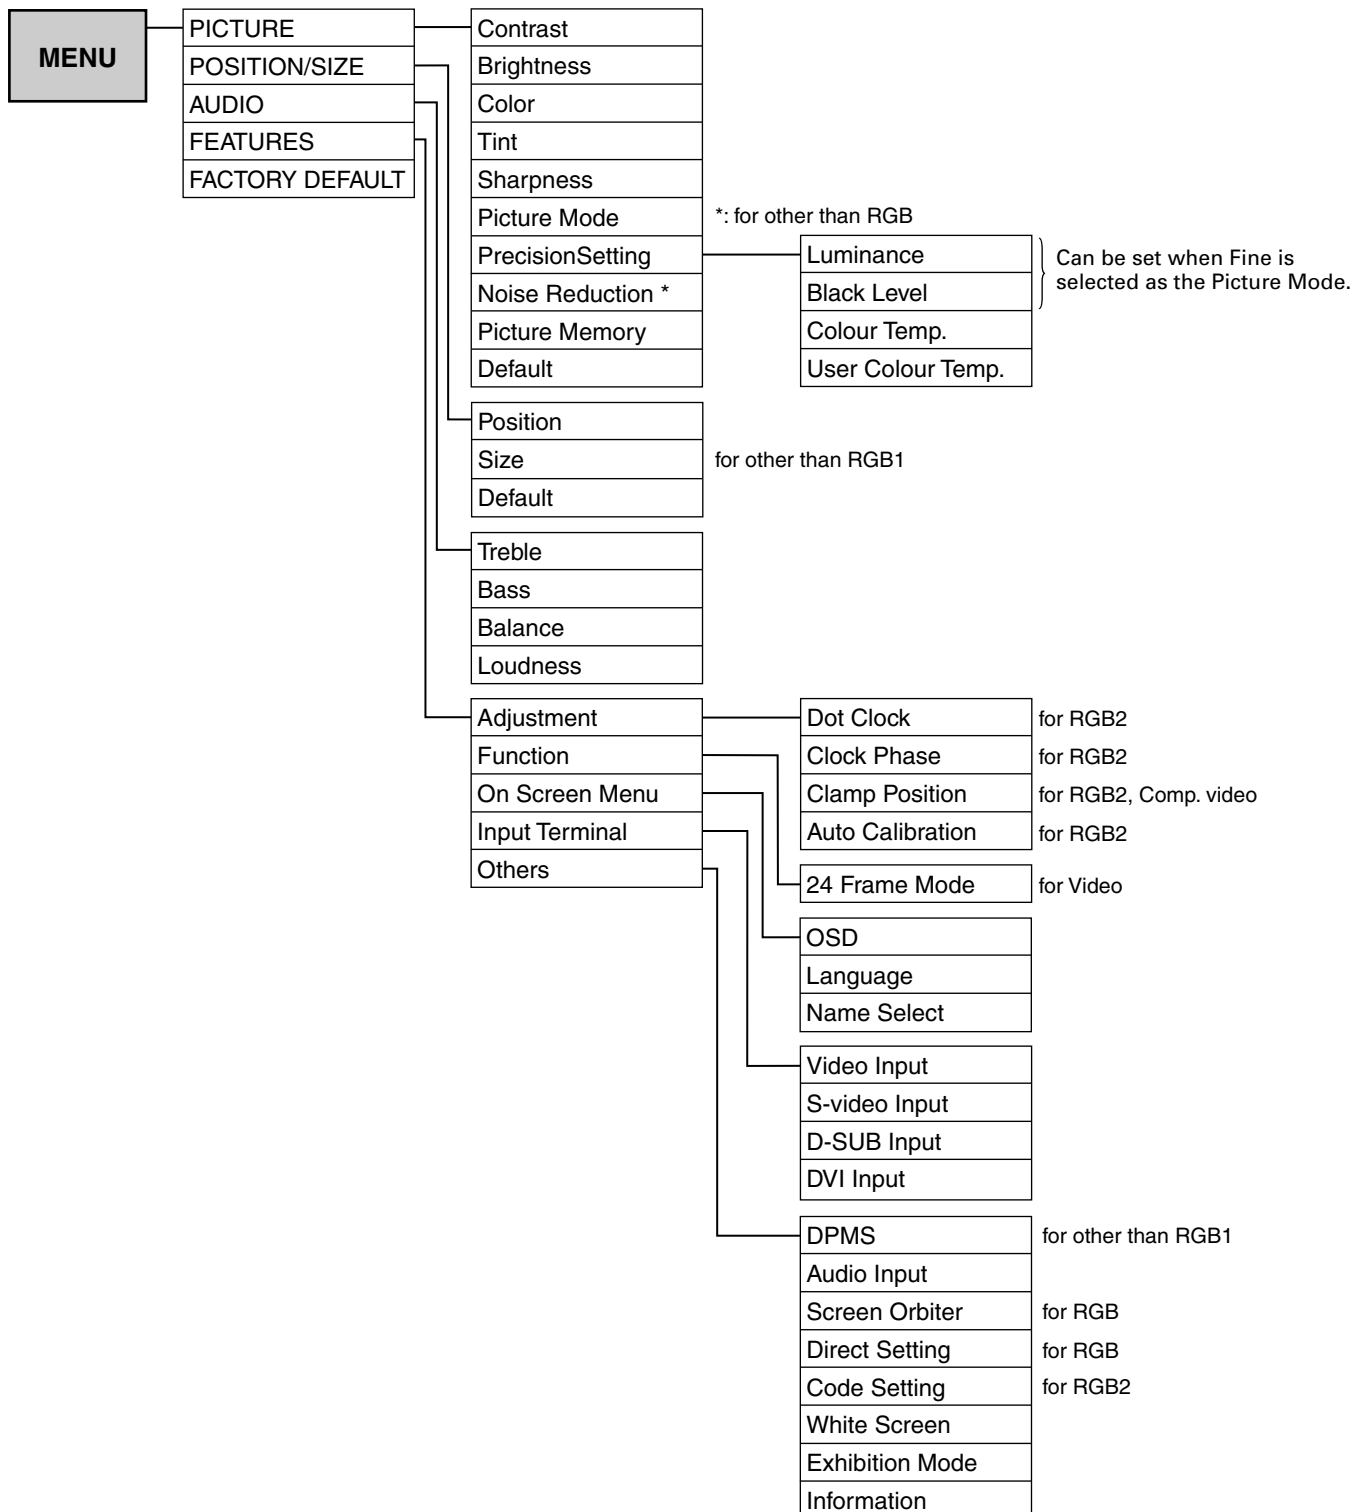 MENU
PICTURE
POSITION/SIZE
AUDIO
FEATURES
FACTORY DEFAULT
Contrast
Brightness
Color
Tint
Sharpness
Picture Mode
PrecisionSetting
Noise Reduction *
Picture Memory
Default
*: for other than RGB
Luminance
Black Level
Colour Temp.
User Colour Temp.
Can be set when Fine is
selected as the Picture Mode.
Position
Size
for other than RGB1
Default
Treble
Bass
Balance
Loudness
Adjustment
Function
On Screen Menu
Input Terminal
Others
Dot Clock
for RGB2
Clock Phase
for RGB2
Clamp Position
for RGB2, Comp. video
Auto Calibration
for RGB2
24 Frame Mode
for Video
OSD
Language
Name Select
Video Input
S-video Input
D-SUB Input
DVI Input
DPMS
for other than RGB1
Audio Input
Screen Orbiter
for RGB
Direct Setting
for RGB
Code Setting
for RGB2
White Screen
Exhibition Mode
Information